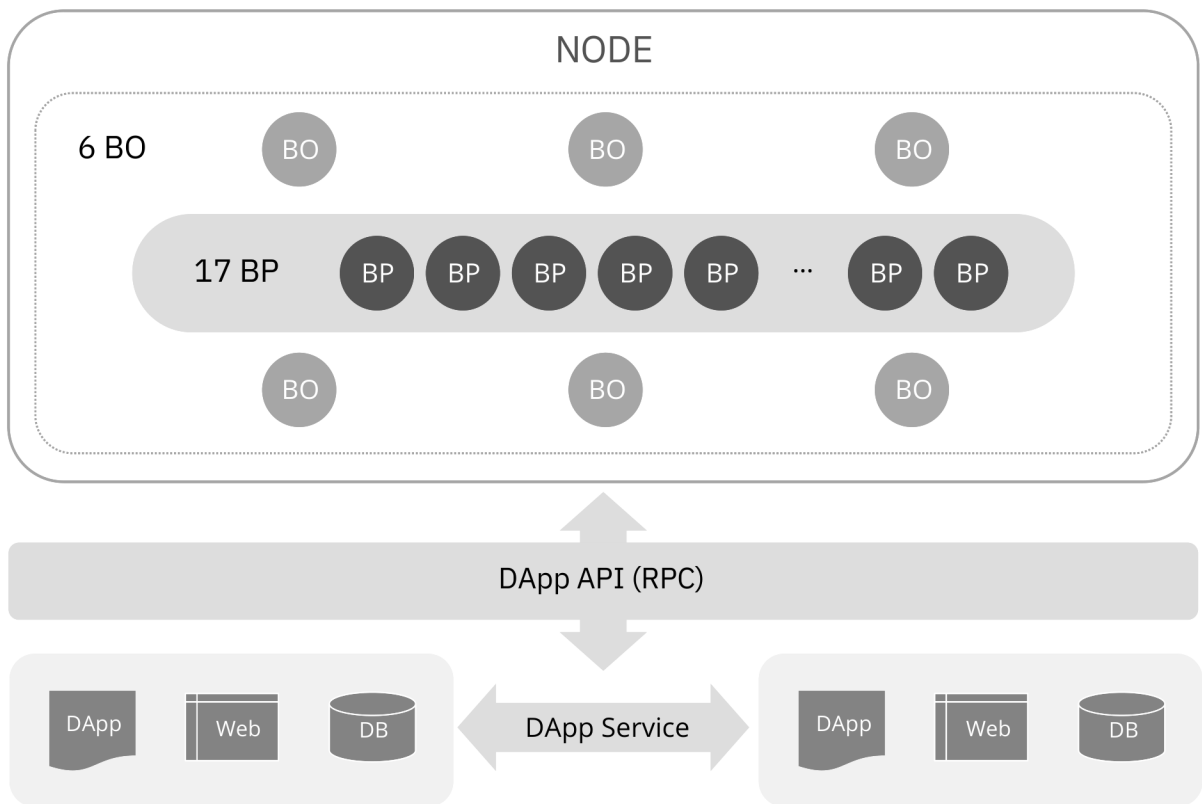 NODE
6 BO
BO BO BO
17 BP
BP BP BP BP BP ... BP BP
BO BO BO
DApp API (RPC)
DApp Web DB
DApp Service
DApp Web DB